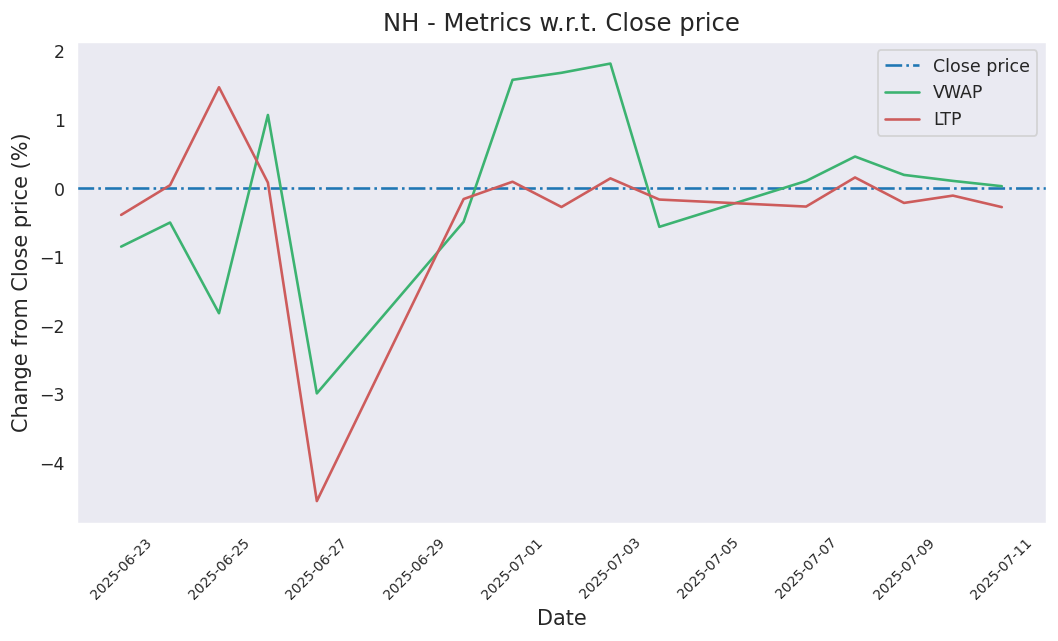 NH - Metrics w.r.t. Close price
Change from Close price (%)
2
1
0
−1
−2
−3
−4
Close price
VWAP
LTP
2025-06-23
2025-06-25
2025-06-27
2025-06-29
2025-07-01
2025-07-03
2025-07-05
2025-07-07
2025-07-09
2025-07-11
Date